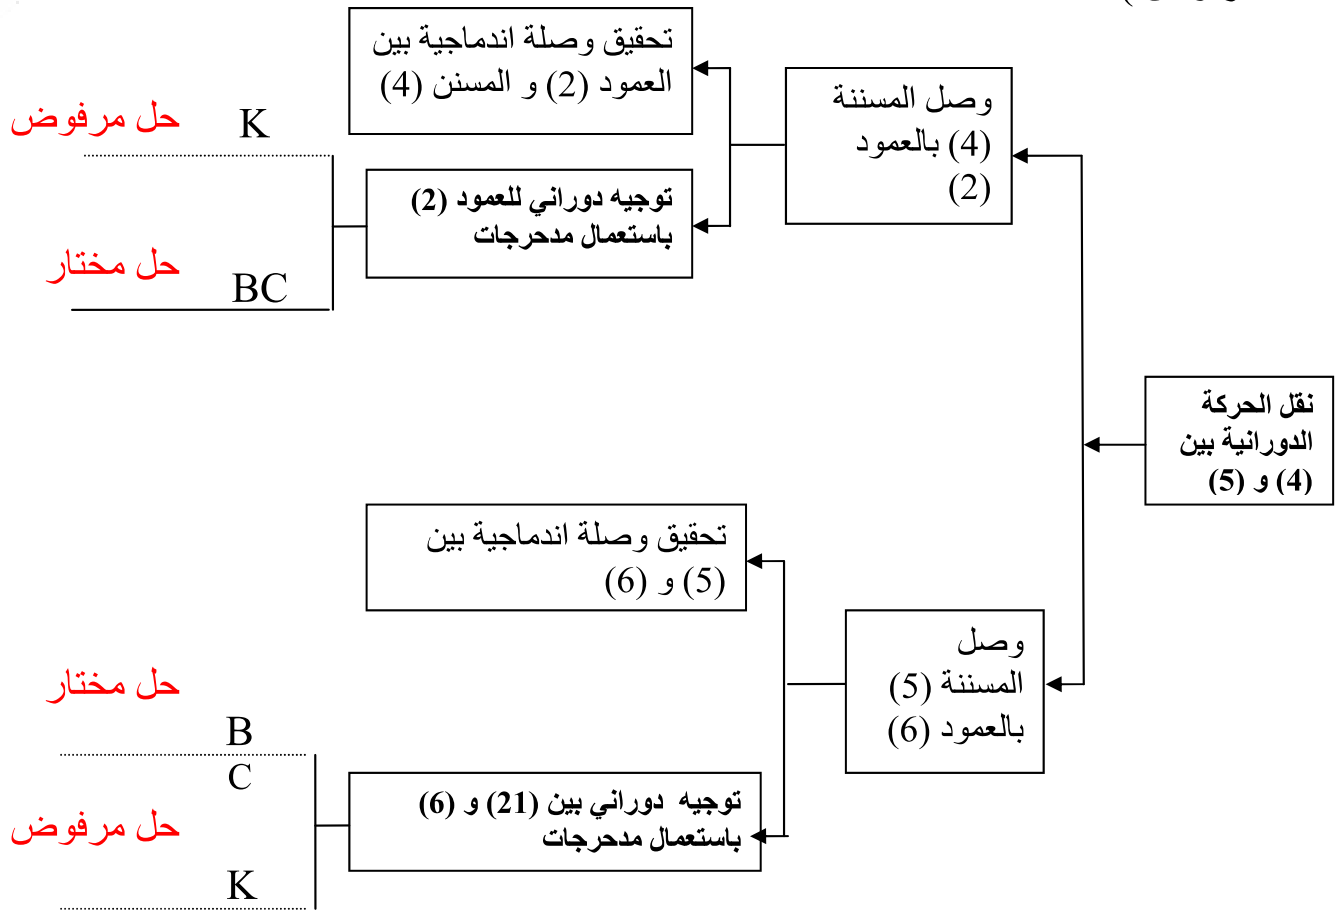 تحقيق وصلة اندماجية بين
العمود (2) و المسنن (4)
وصل المسننة
(4) بالعمود
(2)
حل مرفوض
K
توجيه دوراني للعمود (2)
باستعمال مدحرجات
حل مختار
BC
نقل الحركة
الدورانية بين
(4) و (5)
تحقيق وصلة اندماجية بين
(5) و (6)
وصل
المسننة (5)
بالعمود (6)
حل مختار
B
C
توجيه دوراني بين (21) و (6)
باستعمال مدحرجات
حل مرفوض
K